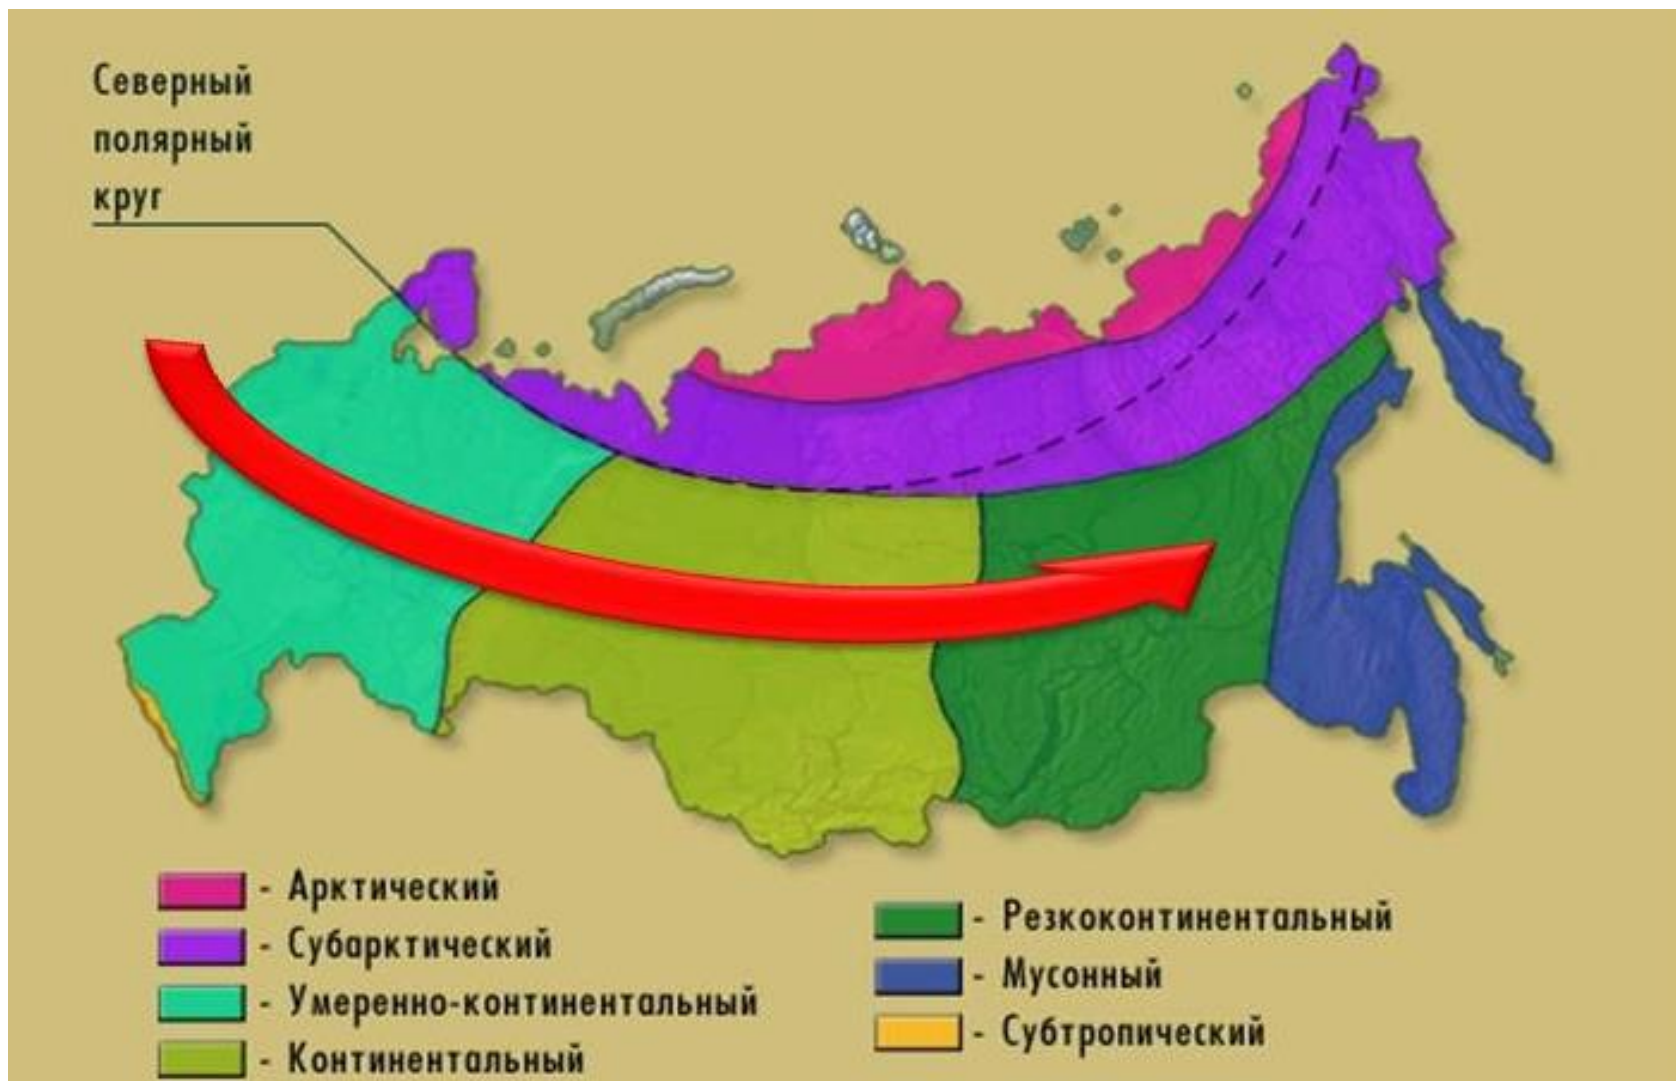 Северный
полярный
круг
- Арктический
- Субарктический
- Умеренно-континентальный
- Континентальный
- Резкоконтинентальный
- Мусонный
- Субтропический